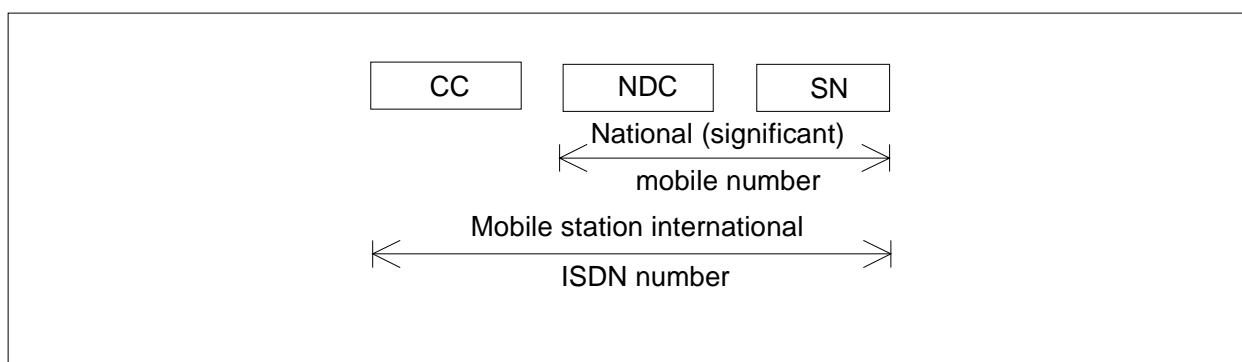 CC NDC SN
National (significant)
mobile number
Mobile station international
ISDN number